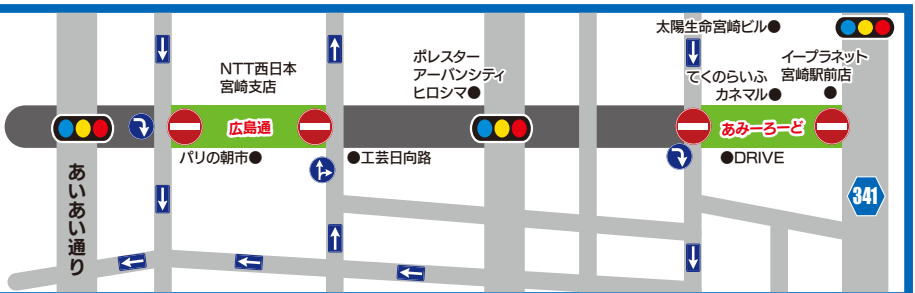 太陽生命宮崎ビル●
NTT西日本
宮崎支店
ポレスター
アーバンシティ
ヒロシマ●
イープラネット
宮崎駅前店
●
てくのらいふ
カネマル●
広島通
あみーろーど
パリの朝市●
●工芸日向路
●DRIVE
あいあい通り
341